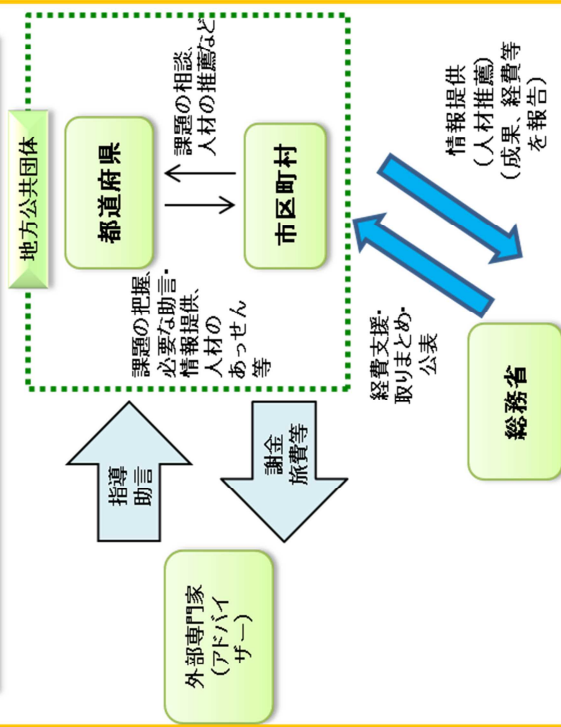 地方公共団体
都道府県
課題の相談、
人材の推薦など
課題の把握、
必要な助言・
情報提供、
人材の
あっせん
等
市区町村
指導
助言
謝金
旅費等
外部専門家
(アドバイ
ザー)
経費支援・
取りまとめ・
公表
情報提供
(人材推薦)
(成果、経費等
を報告)
総務省